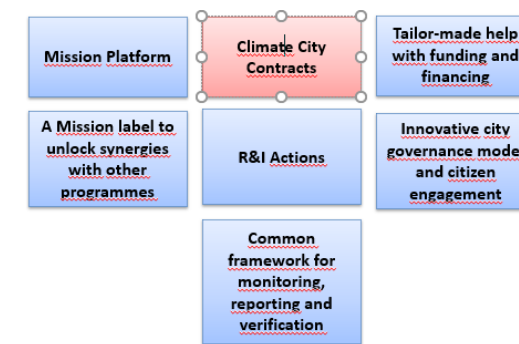 Mission Platform
Climate City
Contracts
Tailor-made help
with funding and
financing
A Mission label to
unlock synergies
with other
programmes
R&I Actions
Innovative city
governance mode
and citizen
engagement
Common
framework for
monitoring,
reporting and
verification